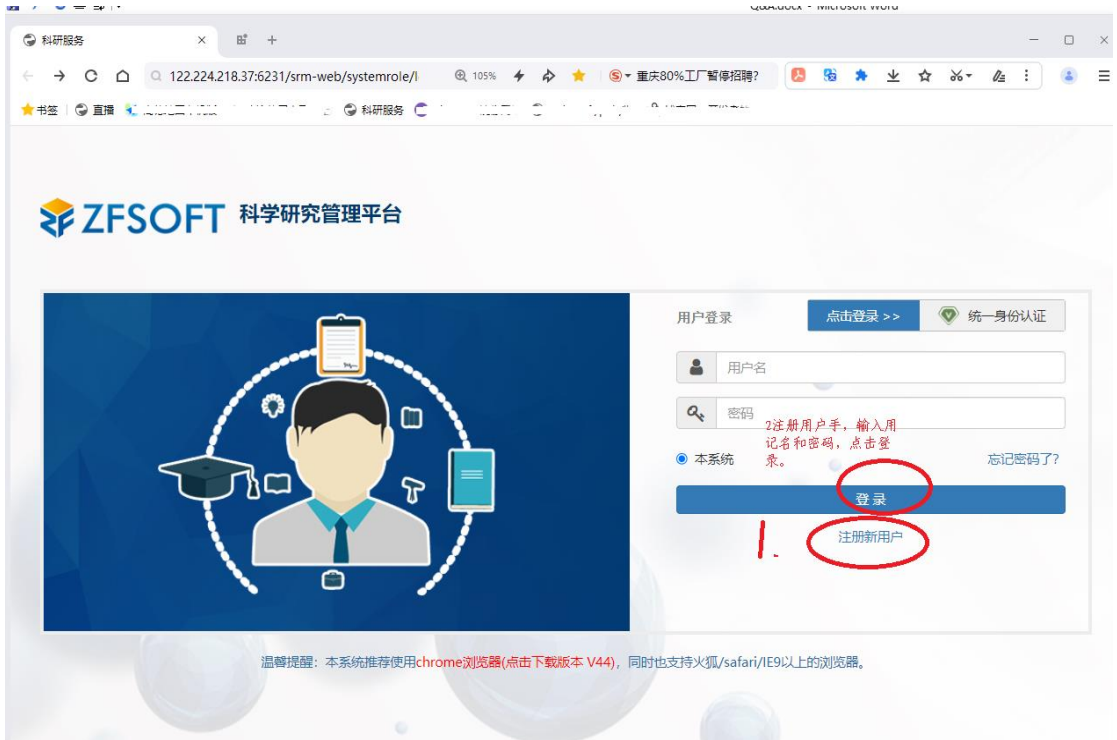 Q&A.docx - Microsoft Word
科研服务
122.224.218.37:6231/srm-web/systemrole/l
105%
重庆80%工厂暂停招聘?
书签
直播
科研服务
ZFSOFT 科学研究管理平台
用户登录
点击登录 >>
统一身份认证
用户名
密码
2注册用户手，输入用
记名和密码，点击登
录。
本系统
忘记密码了?
登 录
1.
注册新用户
温馨提醒：本系统推荐使用chrome浏览器(点击下载版本 V44)，同时也支持火狐/safari/IE9以上的浏览器。